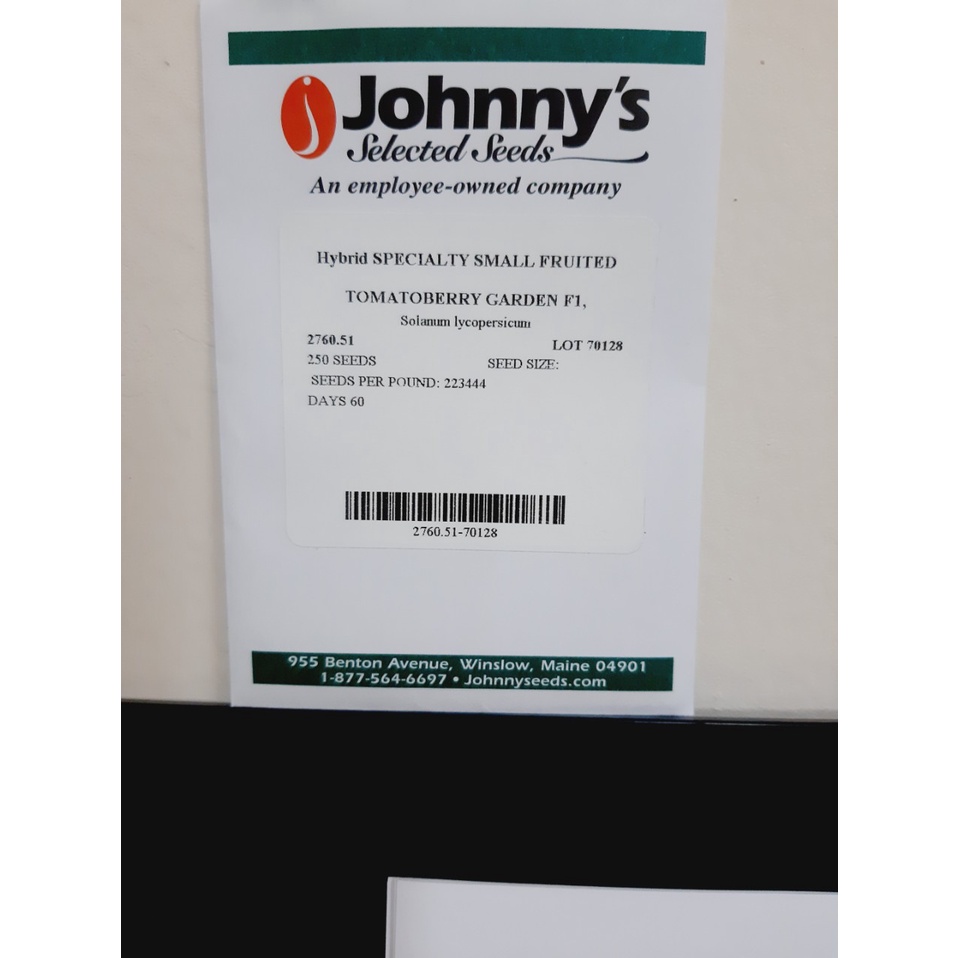 Johnny's
Selected Seeds
An employee-owned company
Hybrid SPECIALTY SMALL FRUITED
TOMATOBERRY GARDEN F1,
Solanum lycopersicum
2760.51 LOT 70128
250 SEEDS SEED SIZE:
SEEDS PER POUND: 223444
DAYS 60
2760.51-70128
955 Benton Avenue, Winslow, Maine 04901
1-877-564-6697 • Johnnyseeds.com